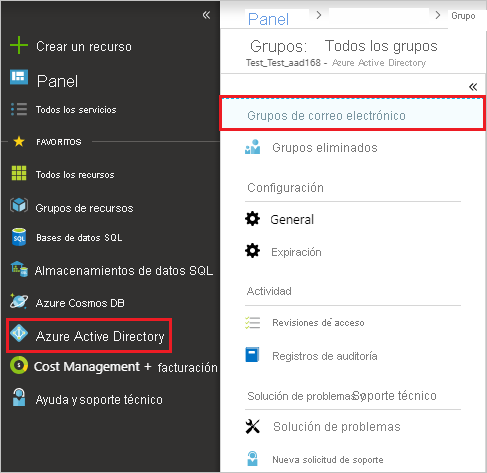 «
Crear un recurso
Panel
Todos los servicios
FAVORITOS
Todos los recursos
Grupos de recursos
Bases de datos SQL
Almacenamientos de datos SQL
Azure Cosmos DB
Azure Active Directory
Cost Management + facturación
Ayuda y soporte técnico
Panel > > Grupo
Grupos: Todos los grupos
Test_Test_aad168 - Azure Active Directory
«
Grupos de correo electrónico
Grupos eliminados
Configuración
General
Expiración
Actividad
Revisiones de acceso
Registros de auditoría
Solución de problemas y Soporte técnico
Solución de problemas
Nueva solicitud de soporte